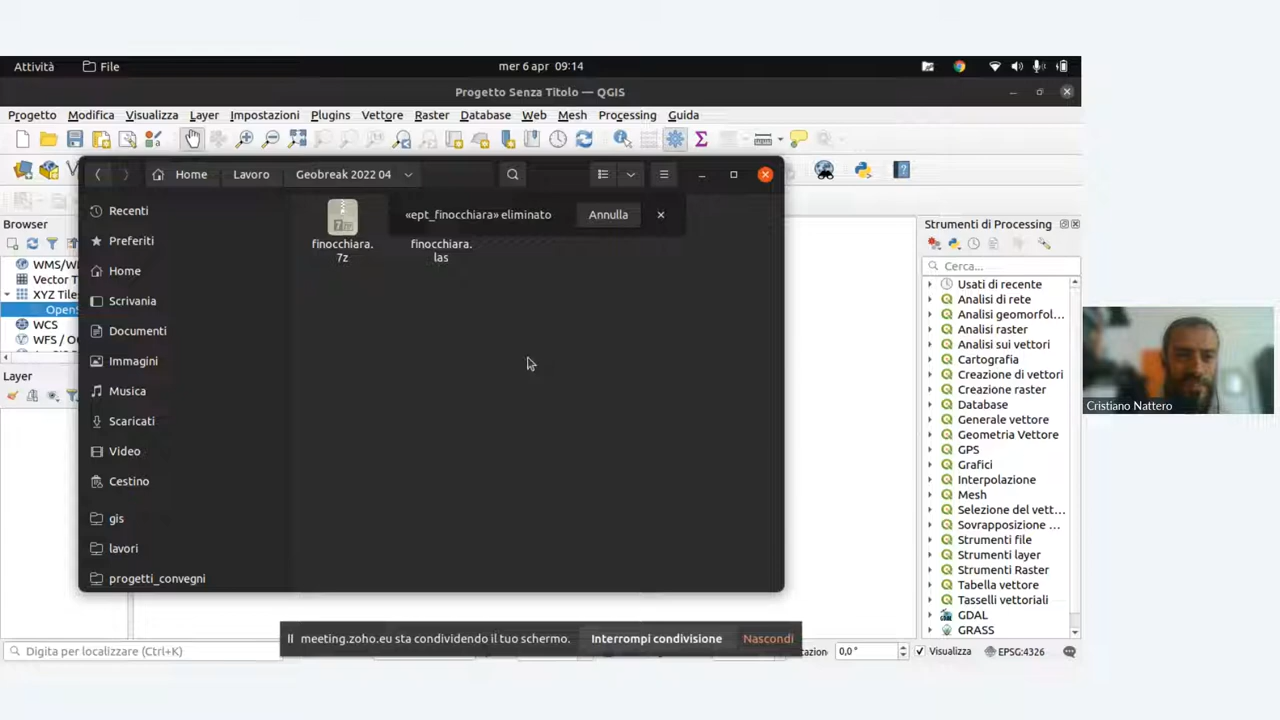 Attività
File
mer 6 apr 09:14
Progetto Senza Titolo — QGIS
Progetto Modifica Visualizza Layer Impostazioni Plugins Vettore Raster Database Web Mesh Processing Guida
Home
Lavoro
Geobreak 2022 04
Browser
XYZ Tiles
WCS
Layer
Recenti
Preferiti
Home
Scrivania
Documenti
Immagini
Musica
Scaricati
Video
Cestino
gis
lavori
progetti_convegni
«ept_finocchiara» eliminato
Annulla
finocchiara.
7z
finocchiara.
las
Strumenti di Processing
Cerca...
Usati di recente
Analisi di rete
Analisi geomorfol...
Analisi raster
Analisi sui vettori
Cartografia
Creazione di vettori
Creazione raster
Database
Generale vettore
Geometria Vettore
GPS
Grafici
Interpolazione
Mesh
Selezione del vett...
Sovrapposizione ...
Strumenti file
Strumenti layer
Strumenti Raster
Tabella vettore
Tasselli vettoriali
GDAL
GRASS
Cristiano Nattero
meeting.zoho.eu sta condividendo il tuo schermo.
Interrompi condivisione
Nascondi
Digita per localizzare (Ctrl+K)
0,0 °
Visualizza
EPSG:4326